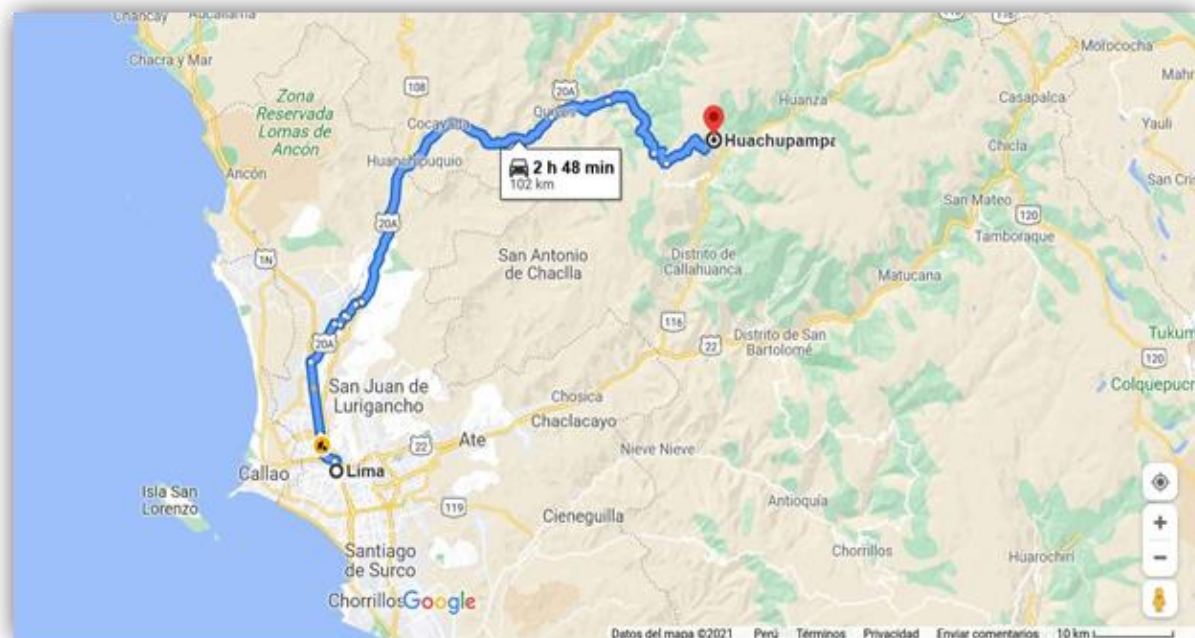 Chancay
Aucallama
Chacra y Mar
116
Morococha
108
20A
Huanza
Casapalca
Zona
Reservada
Lomas de
Ancón
Cocayalta
Huachupampa
Yauli
Chicla
Ancón
2 h 48 min
102 km
San Mateo
120
20A
Tamboraque
San Antonio
de Chaclla
Distrito de
Callahuanca
1N
Matucana
116
22
Distrito de San
Bartolomé
20A
120
San Juan de
Lurigancho
Chosica
Chaclacayo
22
Ate
Nieve Nieve
Lima
Callao
Isla San
Lorenzo
119
Antioquía
Cieneguilla
Santiago
de Surco
Chorrillos
Huarochirí
Chorrillos
Google
Datos del mapa ©2021 Perú Términos Privacidad Enviar comentarios 10 km